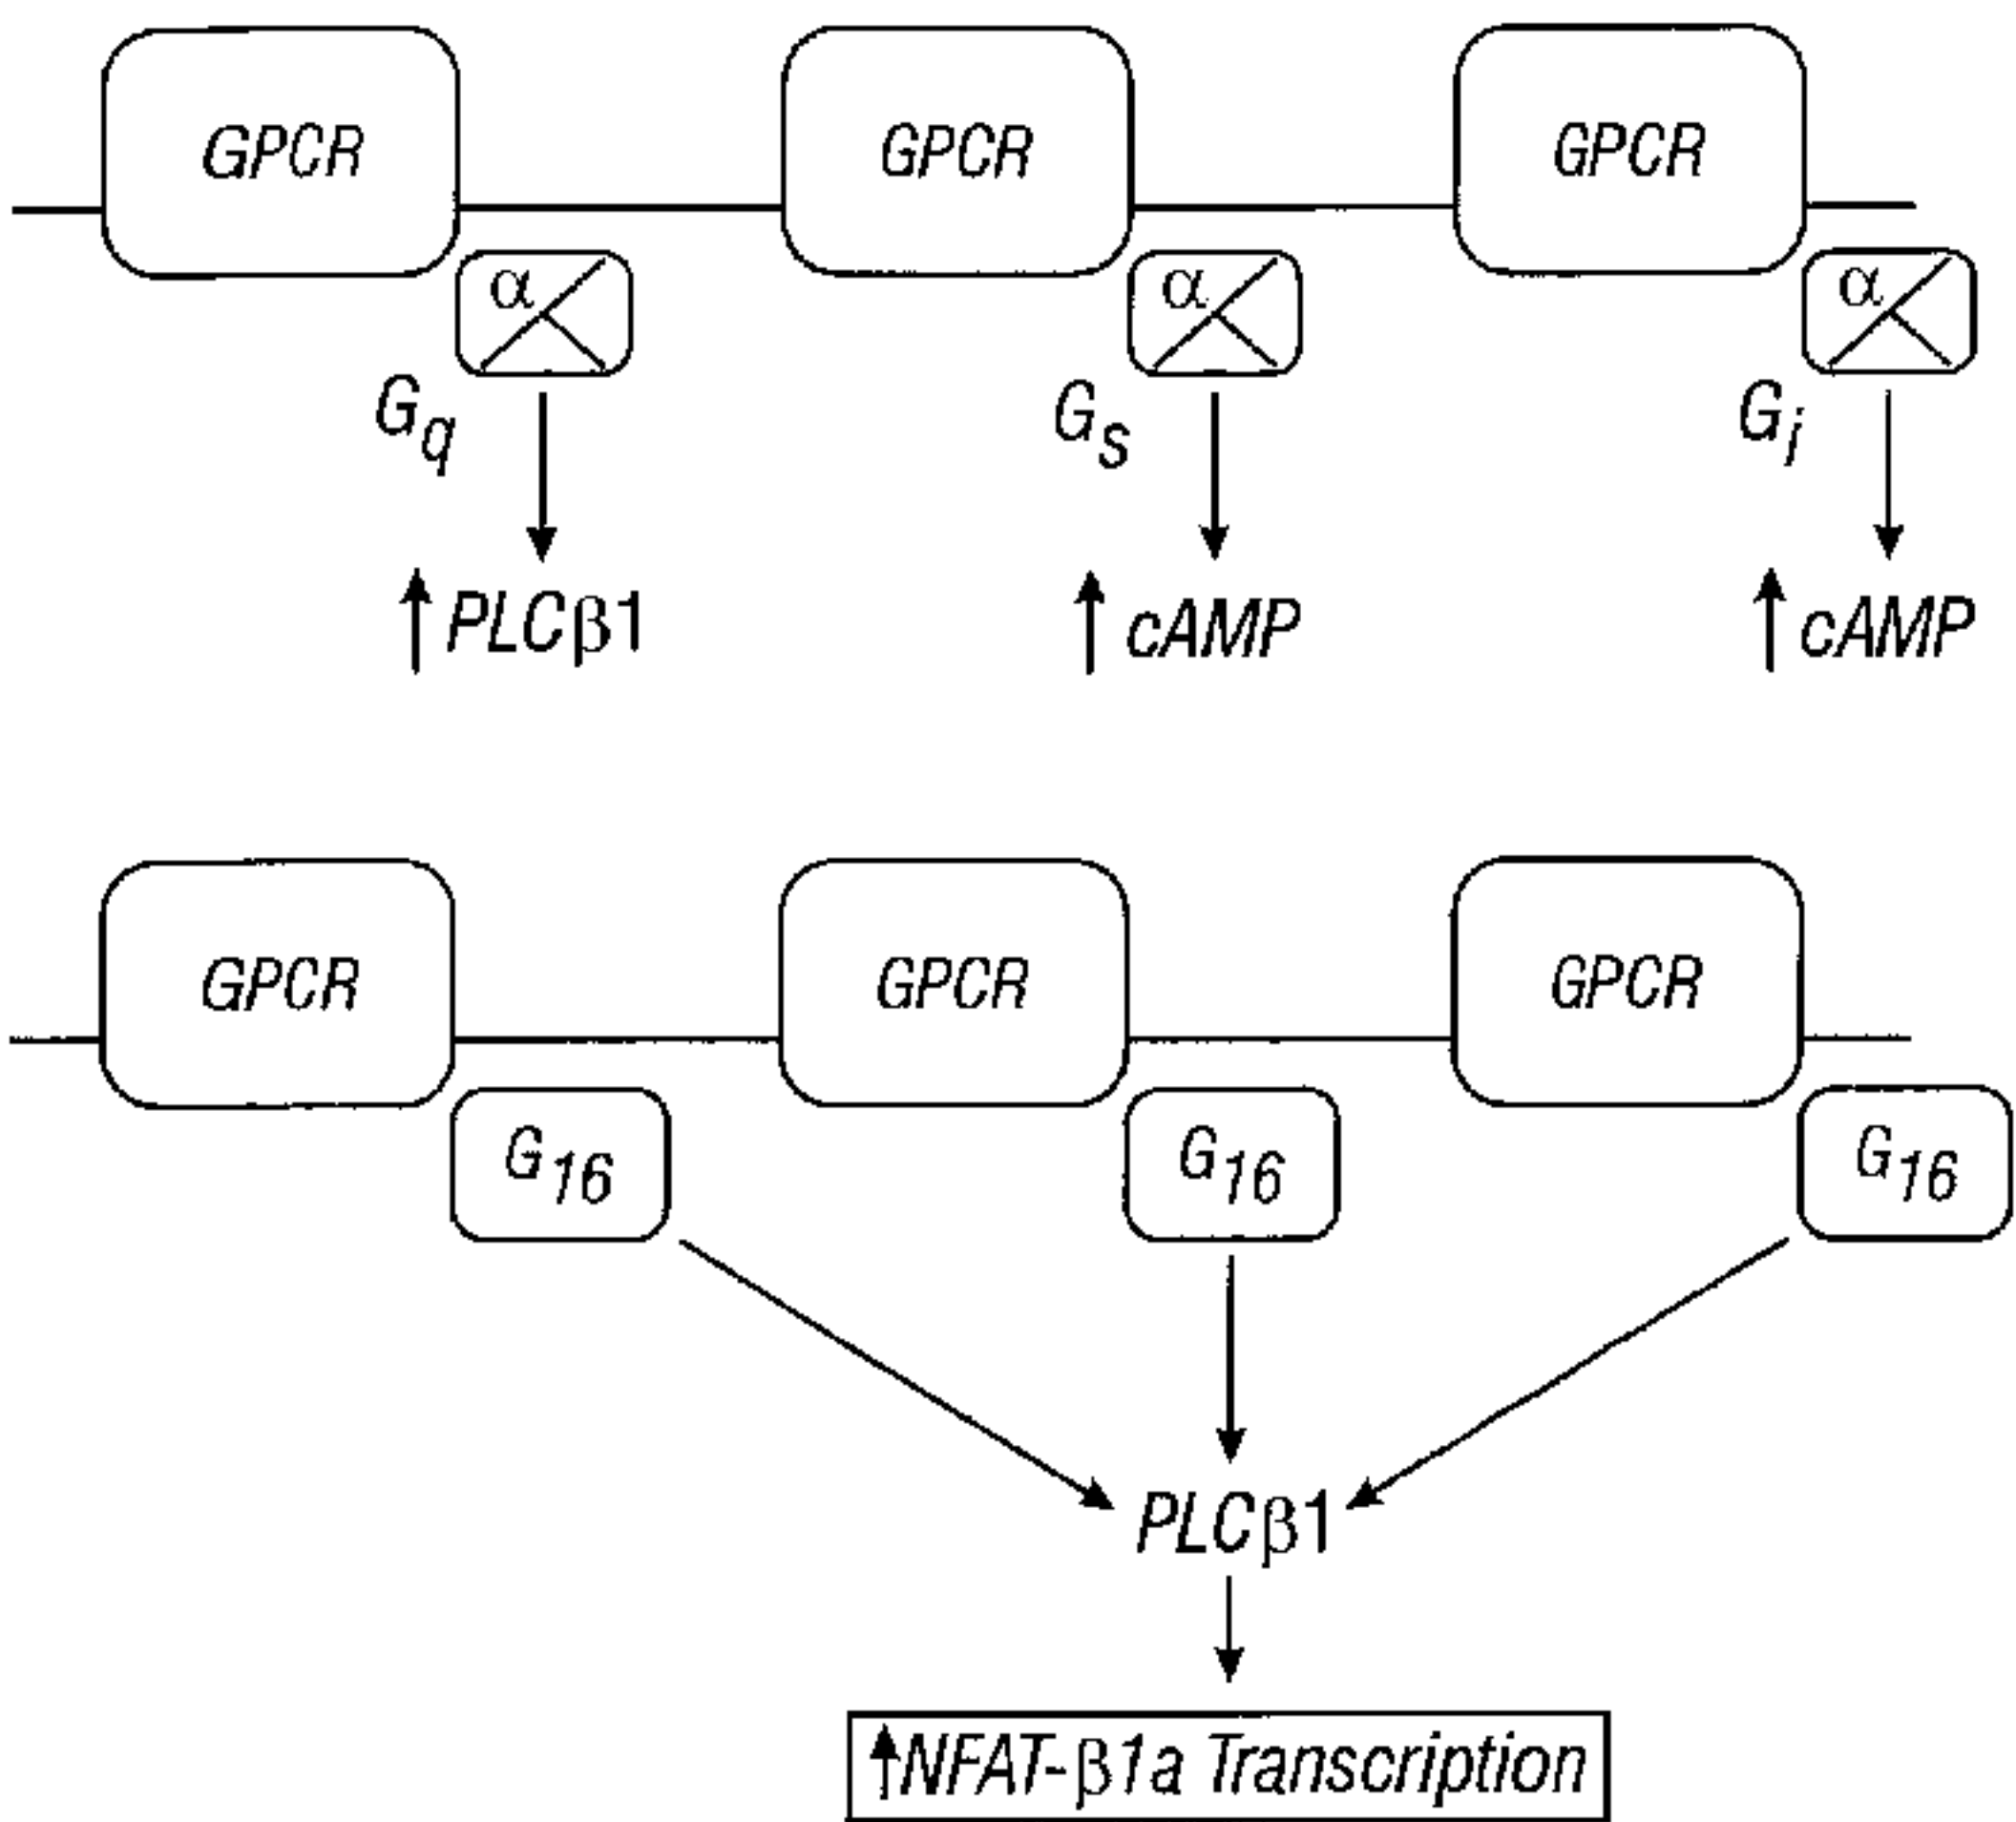 GPCR GPCR GPCR
α α α
Gq Gs Gi
↑ PLCβ1 ↑ cAMP ↑ cAMP
GPCR GPCR GPCR
G16 G16 G16
PLCβ1
↑NFAT-β1a Transcription